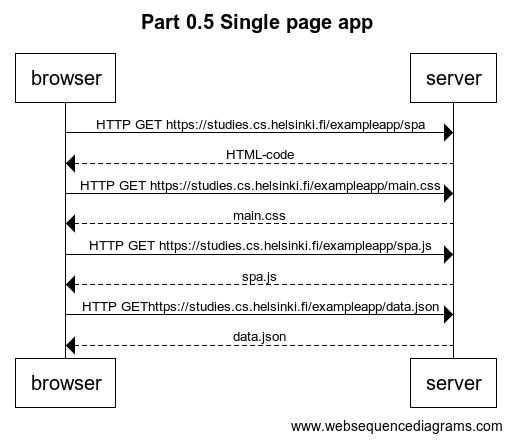 Part 0.5 Single page app
browser
server
HTTP GET https://studies.cs.helsinki.fi/exampleapp/spa
HTML-code
HTTP GET https://studies.cs.helsinki.fi/exampleapp/main.css
main.css
HTTP GET https://studies.cs.helsinki.fi/exampleapp/spa.js
spa.js
HTTP GEThttps://studies.cs.helsinki.fi/exampleapp/data.json
data.json
browser
server
www.websequencediagrams.com